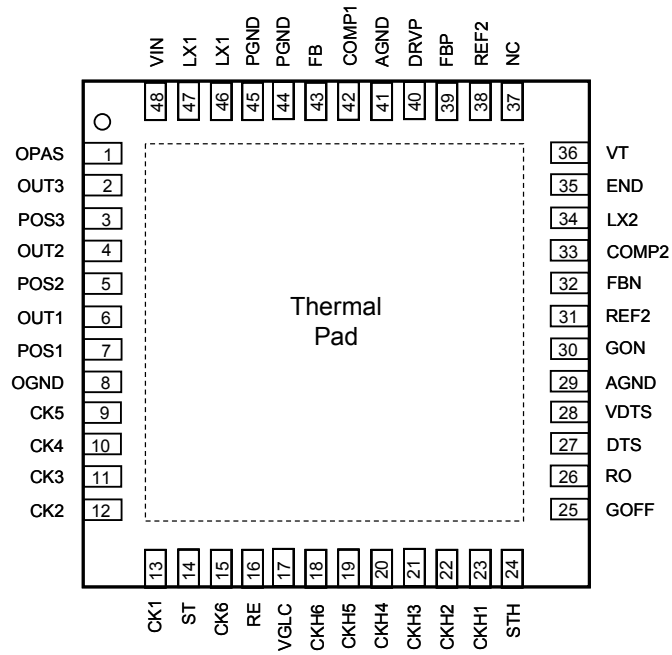 VIN LX1 LX1 PGND PGND FB COMP1 AGND DRVP FBP REF2 NC
48 47 46 45 44 43 42 41 40 39 38 37
OPAS 1 36 VT
OUT3 2 35 END
POS3 3 34 LX2
OUT2 4 33 COMP2
POS2 5 32 FBN
OUT1 6 31 REF2
POS1 7 30 GON
OGND 8 29 AGND
CK5 9 28 VDTS
CK4 10 27 DTS
CK3 11 26 RO
CK2 12 25 GOFF
Thermal
Pad
13 14 15 16 17 18 19 20 21 22 23 24
CK1 ST CK6 RE VGLC CKH6 CKH5 CKH4 CKH3 CKH2 CKH1 STH